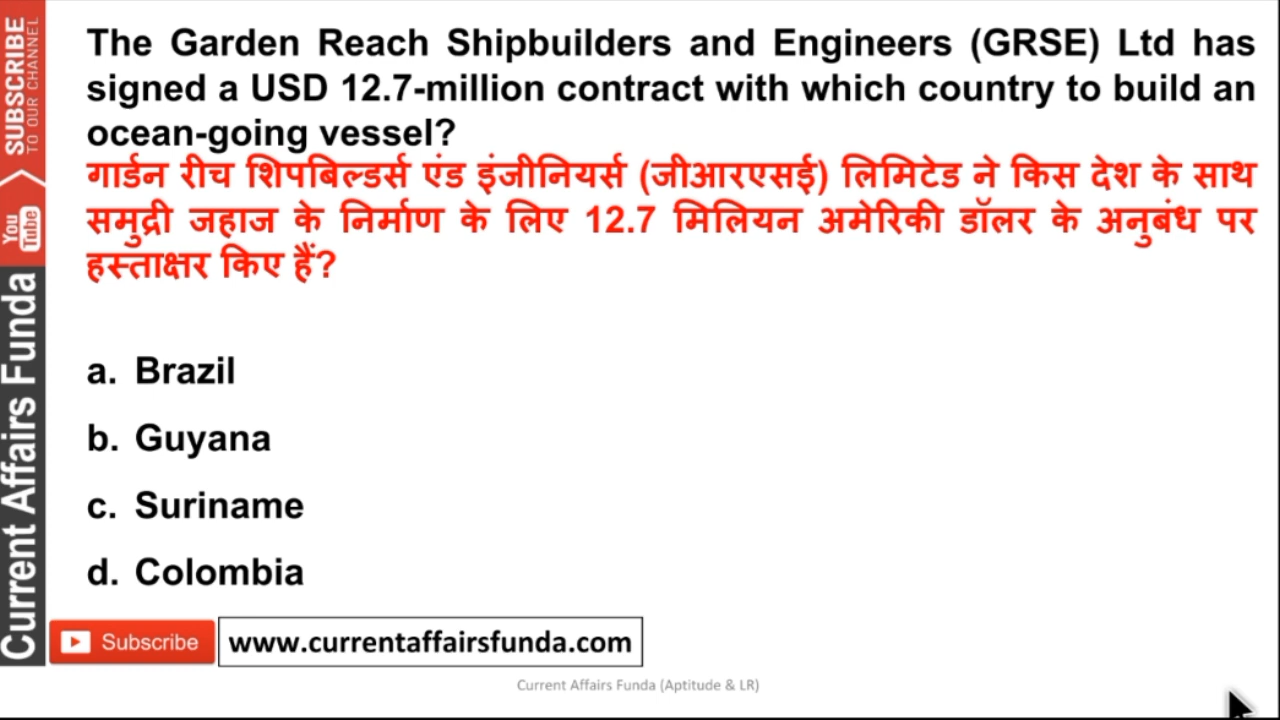 The Garden Reach Shipbuilders and Engineers (GRSE) Ltd has
signed a USD 12.7-million contract with which country to build an
ocean-going vessel?
गार्डन रीच शिपबिल्डर्स एंड इंजीनियर्स (जीआरएसई) लिमिटेड ने किस देश के साथ
समुद्री जहाज के निर्माण के लिए 12.7 मिलियन अमेरिकी डॉलर के अनुबंध पर
हस्ताक्षर किए हैं?
a. Brazil
b. Guyana
c. Suriname
d. Colombia
SUBSCRIBE
TO OUR CHANNEL
You
Tube
Current Affairs Funda
Subscribe
www.currentaffairsfunda.com
Current Affairs Funda (Aptitude & LR)